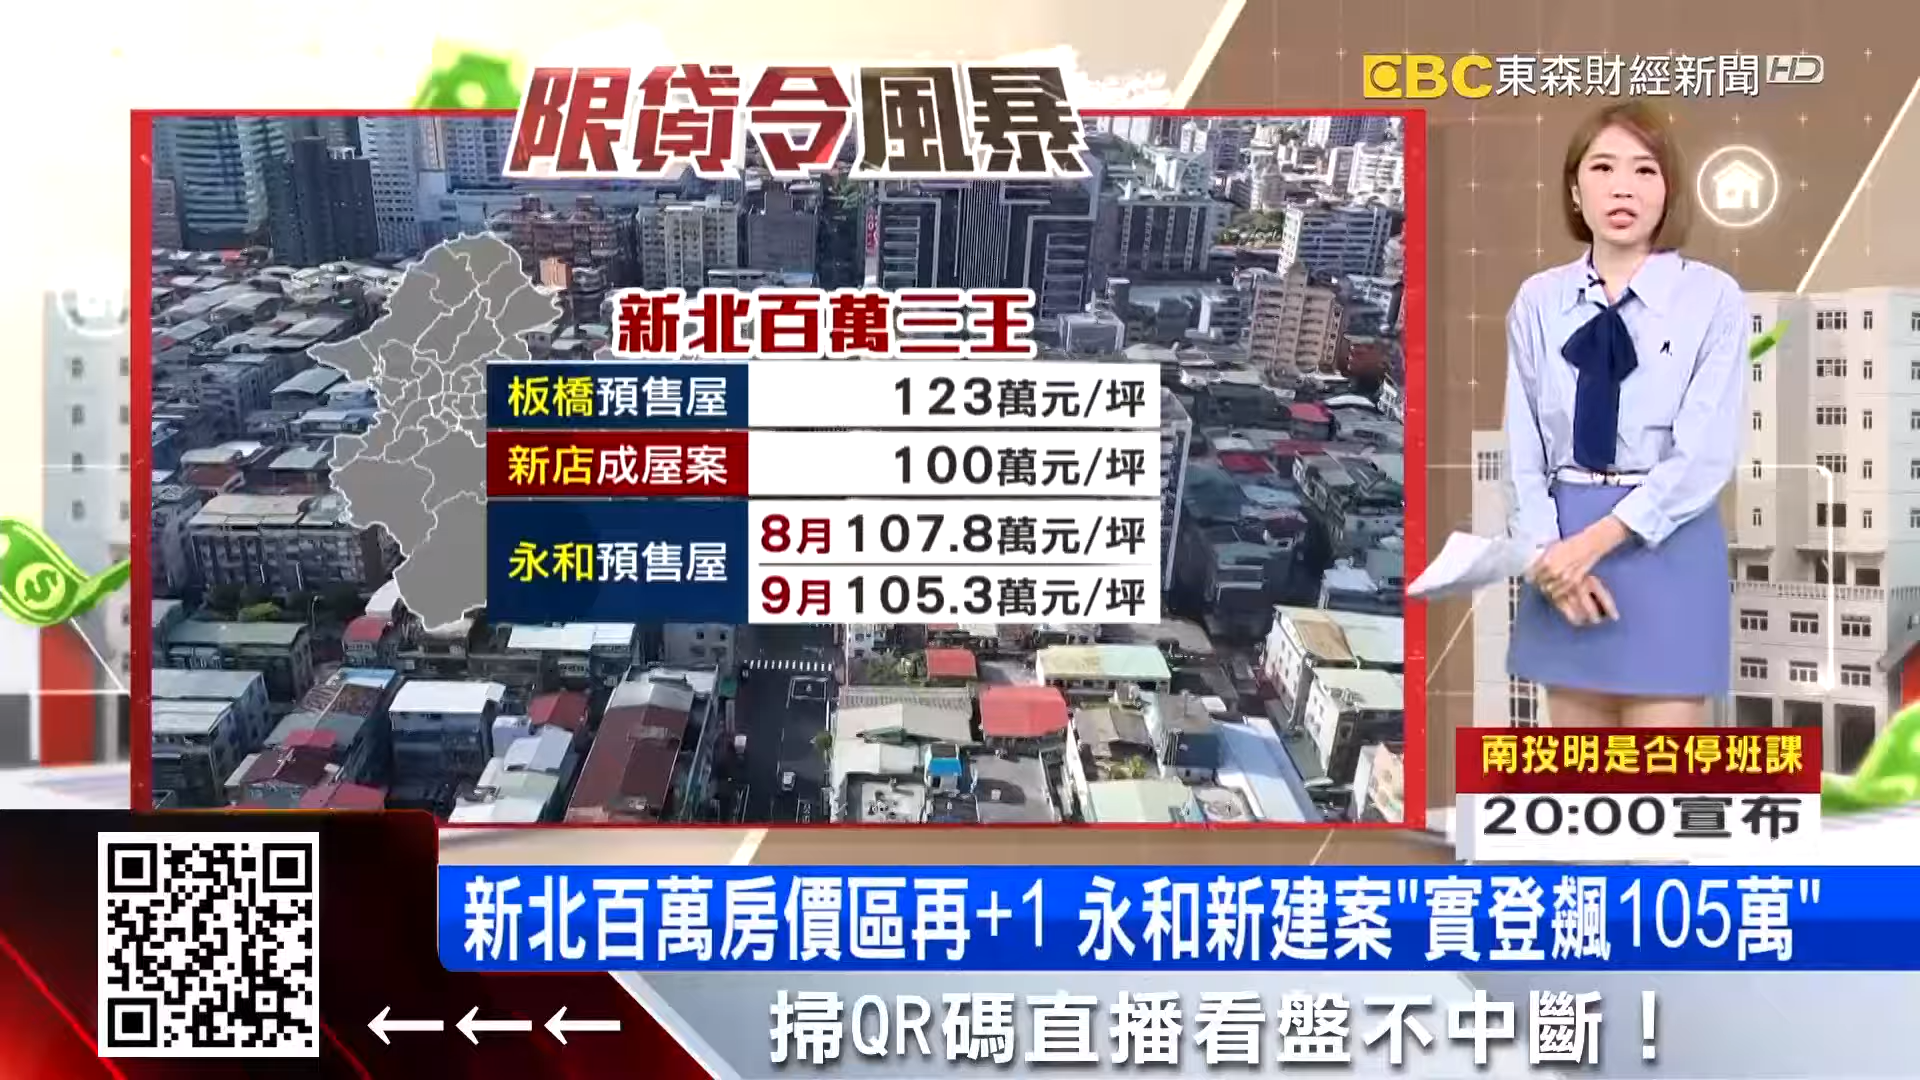 限貸令風暴
EBC東森財經新聞HD
新北百萬三王
板橋預售屋 123萬元/坪
新店成屋案 100萬元/坪
永和預售屋 8月107.8萬元/坪
9月105.3萬元/坪
南投明是否停班課
20:00宣布
新北百萬房價區再+1 永和新建案"實登飆105萬"
←←← 掃QR碼直播看盤不中斷！